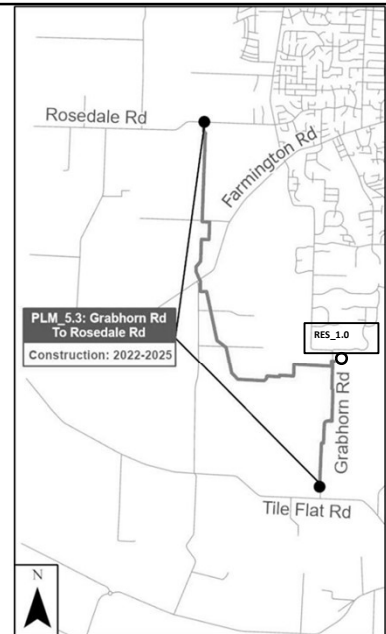 Rosedale Rd
Farmington Rd
PLM_5.3: Grabhorn Rd
To Rosedale Rd
Construction: 2022-2025
RES_1.0
Grabhorn Rd
Tile Flat Rd
N